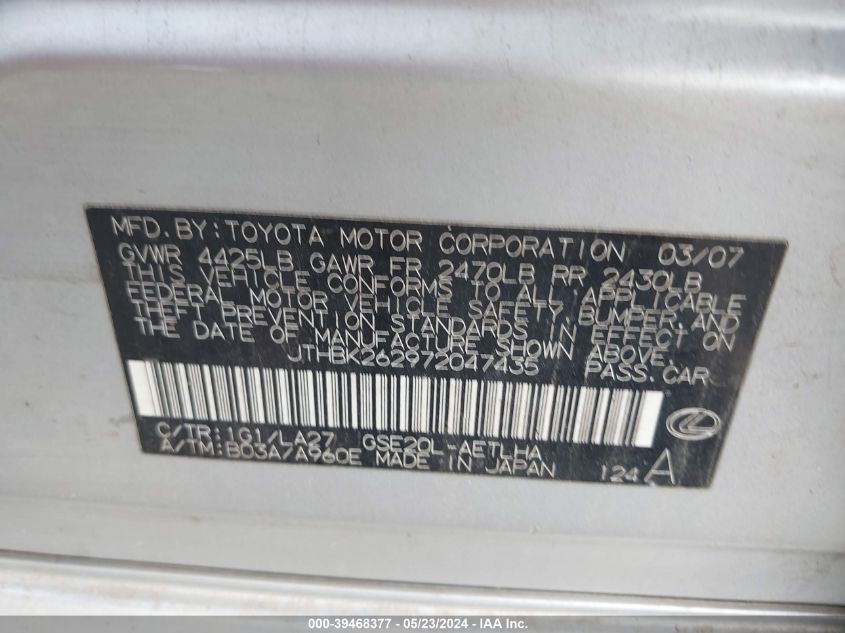 MFD. BY: TOYOTA MOTOR CORPORATION 03/07
GVWR 4425LB GAWR FR 2470LB RR 2430LB
THIS VEHICLE CONFORMS TO ALL APPLICABLE
FEDERAL MOTOR VEHICLE SAFETY, BUMPER AND
THEFT PREVENTION STANDARDS IN EFFECT ON
THE DATE OF MANUFACTURE SHOWN ABOVE.
JTHBK262972047435 PASS.CAR
C/TR:1G1/LA27 GSE20L-AETLHA
A/TM:B03A/A960E MADE IN JAPAN 124A
000-39468377 - 05/23/2024 - IAA Inc.